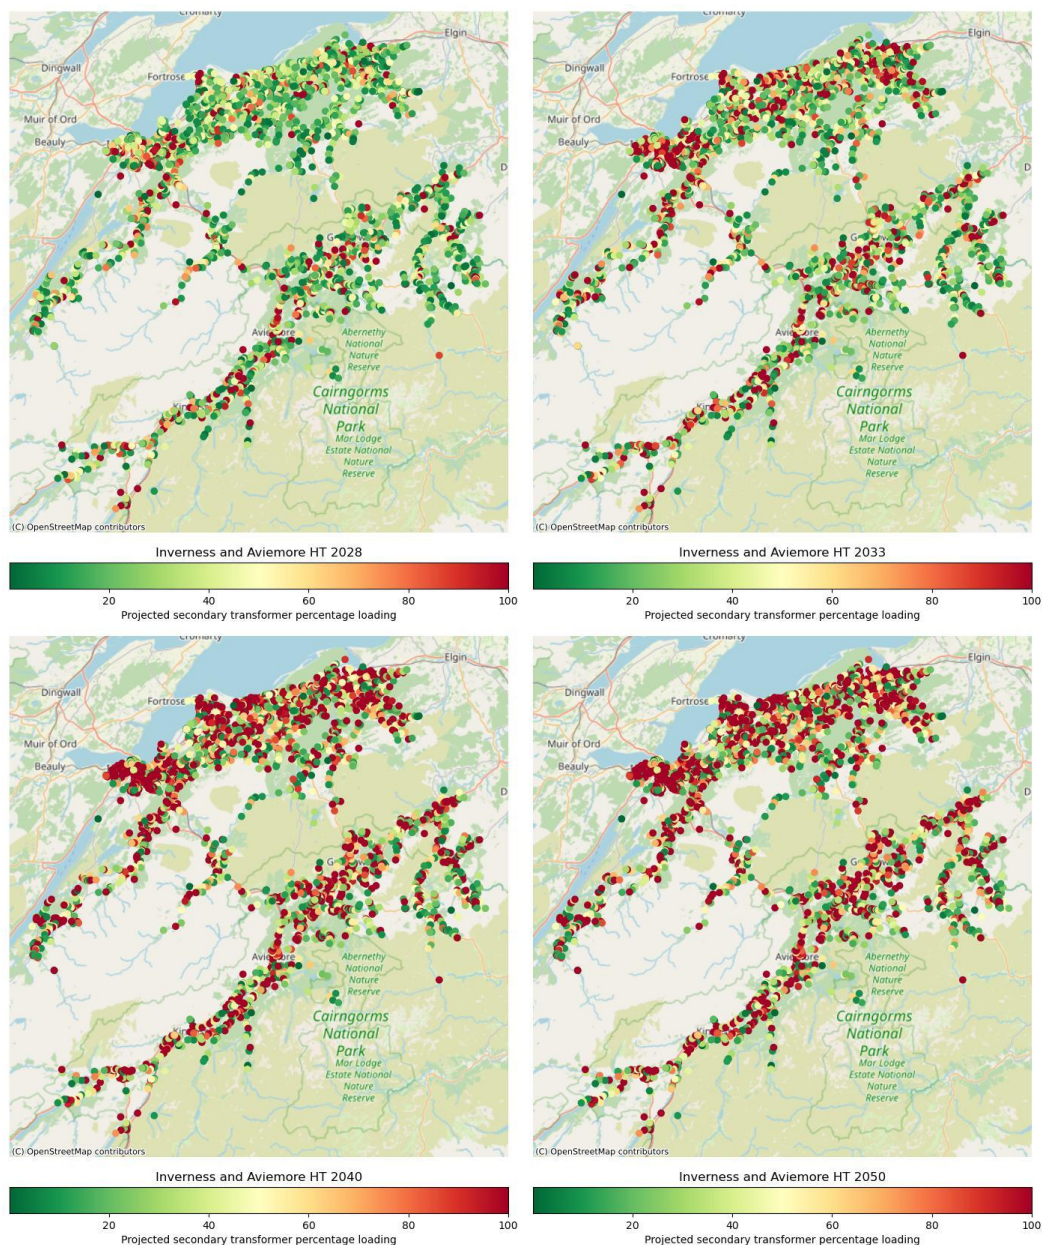 Cromarty
Elgin
Dingwall
Fortrose
Muir of Ord
Beauly
D
Aviemore
Abernethy
National
Nature
Reserve
Cairngorms
National
Park
Mar Lodge
Estate National
Nature
Reserve
(C) OpenStreetMap contributors
Inverness and Aviemore HT 2028
20 40 60 80 100
Projected secondary transformer percentage loading
Cromarty
Elgin
Dingwall
Fortrose
Muir of Ord
Beauly
D
Aviemore
Abernethy
National
Nature
Reserve
Cairngorms
National
Park
Mar Lodge
Estate National
Nature
Reserve
(C) OpenStreetMap contributors
Inverness and Aviemore HT 2033
20 40 60 80 100
Projected secondary transformer percentage loading
Cromarty
Elgin
Dingwall
Fortrose
Muir of Ord
Beauly
D
Aviemore
Abernethy
National
Nature
Reserve
Cairngorms
National
Park
Mar Lodge
Estate National
Nature
Reserve
(C) OpenStreetMap contributors
Inverness and Aviemore HT 2040
20 40 60 80 100
Projected secondary transformer percentage loading
Cromarty
Elgin
Dingwall
Fortrose
Muir of Ord
Beauly
D
Aviemore
Abernethy
National
Nature
Reserve
Cairngorms
National
Park
Mar Lodge
Estate National
Nature
Reserve
(C) OpenStreetMap contributors
Inverness and Aviemore HT 2050
20 40 60 80 100
Projected secondary transformer percentage loading